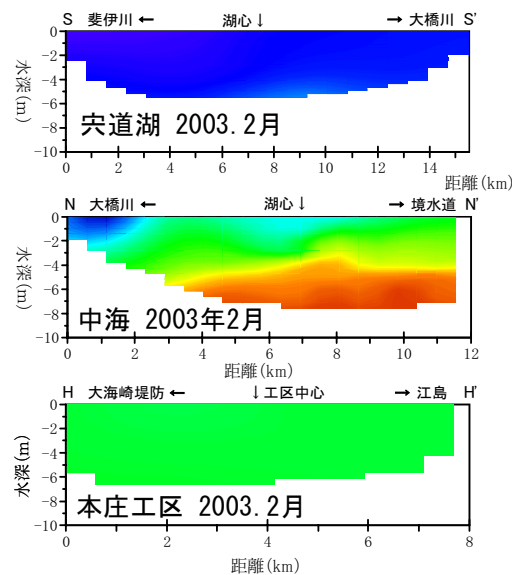 S 斐伊川 ← 湖心 ↓ → 大橋川 S'
0
-2
-4
-6
-8
-10
水深(m)
宍道湖 2003.2月
0 2 4 6 8 10 12 14
距離(km)
N 大橋川 ← 湖心 ↓ → 境水道 N'
0
-2
-4
-6
-8
-10
水深(m)
中海 2003年2月
0 2 4 6 8 10 12
距離(km)
H 大海崎堤防 ← ↓工区中心 → 江島 H'
0
-2
-4
-6
-8
-10
水深(m)
本庄工区 2003.2月
0 2 4 6 8
距離(km)